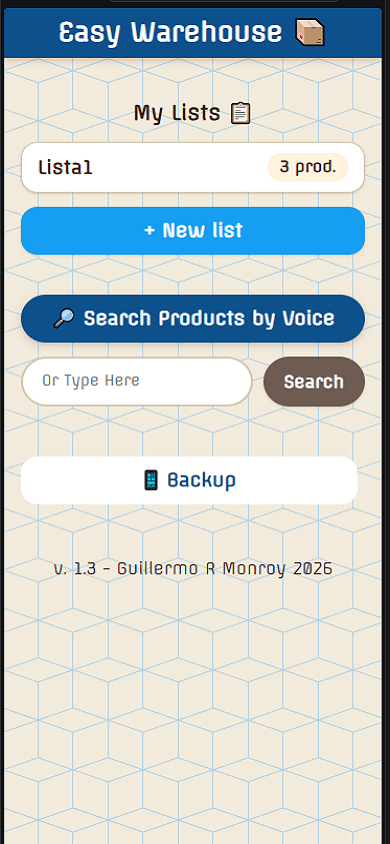 Easy Warehouse 📦
My Lists 📋
Lista1 3 prod.
+ New list
🔎 Search Products by Voice
Or Type Here Search
📱 Backup
v. 1.3 - Guillermo R Monroy 2026